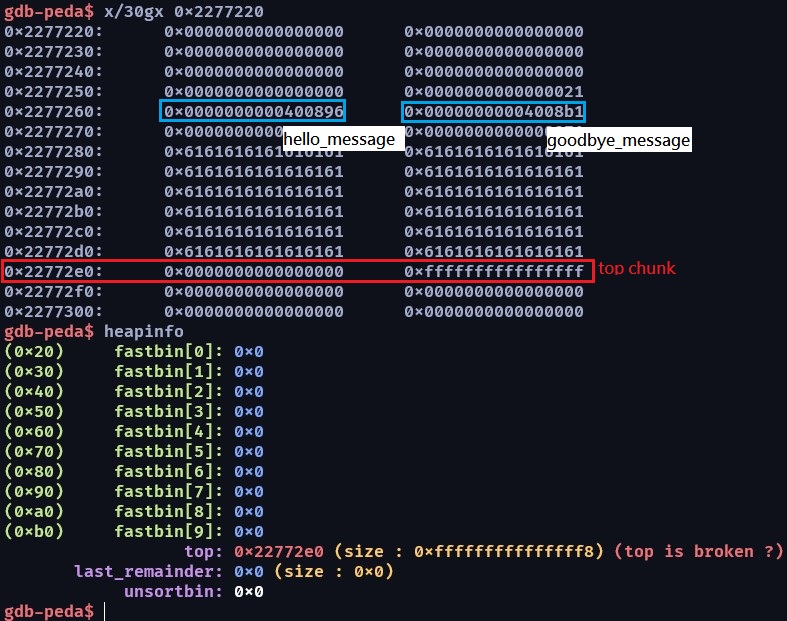 gdb-peda$ x/30gx 0x2277220
0x2277220: 0x0000000000000000 0x0000000000000000
0x2277230: 0x0000000000000000 0x0000000000000000
0x2277240: 0x0000000000000000 0x0000000000000000
0x2277250: 0x0000000000000000 0x0000000000000021
0x2277260: 0x0000000000400896 0x00000000004008b1
0x2277270: 0x0000000000 hello_message 0x000000000000 goodbye_message
0x2277280: 0x6161616161616161 0x6161616161616161
0x2277290: 0x6161616161616161 0x6161616161616161
0x22772a0: 0x6161616161616161 0x6161616161616161
0x22772b0: 0x6161616161616161 0x6161616161616161
0x22772c0: 0x6161616161616161 0x6161616161616161
0x22772d0: 0x6161616161616161 0x6161616161616161
0x22772e0: 0x0000000000000000 0xffffffffffffffff top chunk
0x22772f0: 0x0000000000000000 0x0000000000000000
0x2277300: 0x0000000000000000 0x0000000000000000
gdb-peda$ heapinfo
(0x20) fastbin[0]: 0x0
(0x30) fastbin[1]: 0x0
(0x40) fastbin[2]: 0x0
(0x50) fastbin[3]: 0x0
(0x60) fastbin[4]: 0x0
(0x70) fastbin[5]: 0x0
(0x80) fastbin[6]: 0x0
(0x90) fastbin[7]: 0x0
(0xa0) fastbin[8]: 0x0
(0xb0) fastbin[9]: 0x0
top: 0x22772e0 (size : 0xfffffffffffffff8) (top is broken ?)
last_remainder: 0x0 (size : 0x0)
unsortbin: 0x0
gdb-peda$